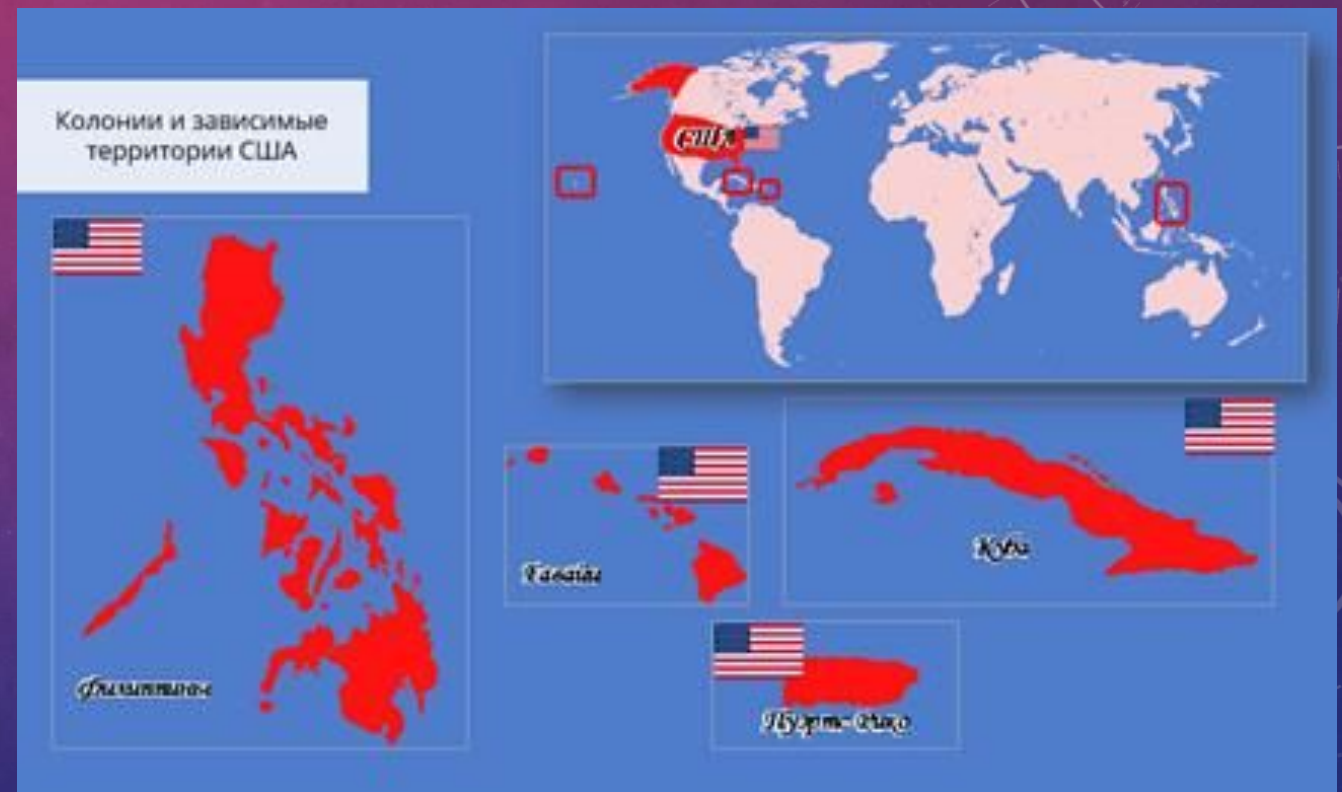 Колонии и зависимые
территории США
США
Филиппины
Гавайи
Куба
Пуэрто-Рико